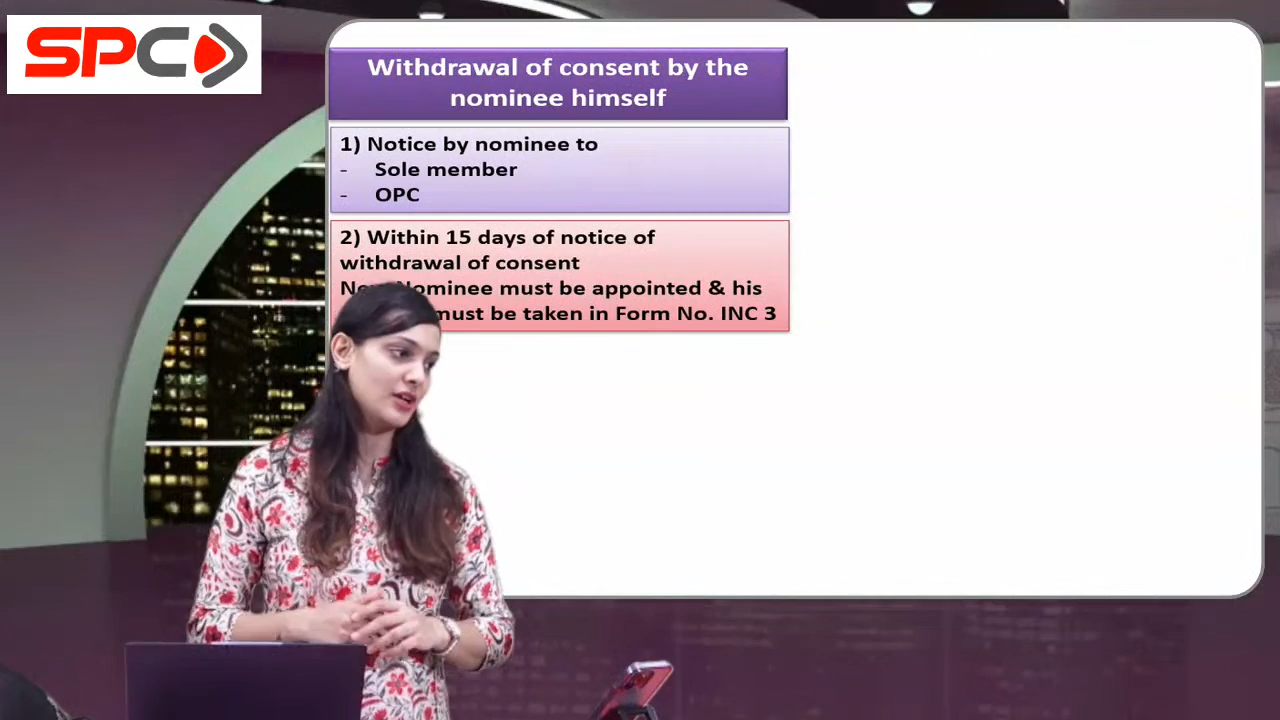 SPC
Withdrawal of consent by the
nominee himself
1) Notice by nominee to
- Sole member
- OPC
2) Within 15 days of notice of
withdrawal of consent
Nominee must be appointed & his
must be taken in Form No. INC 3